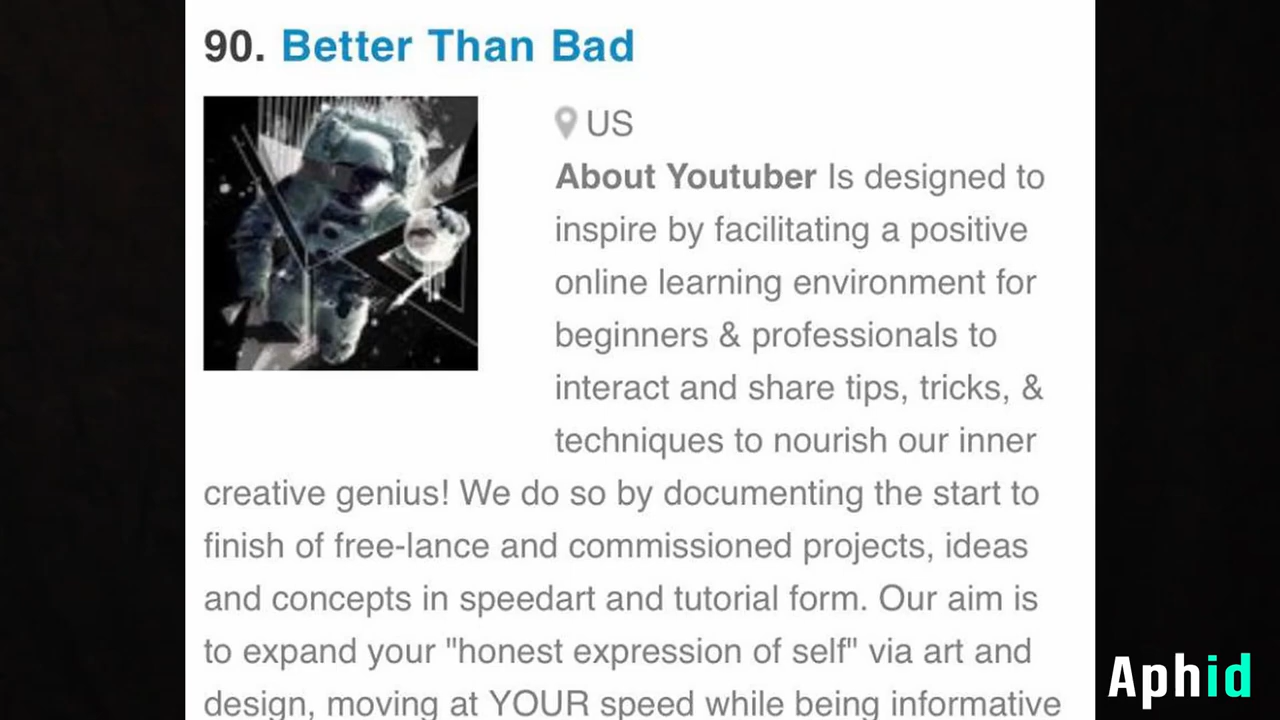 90. Better Than Bad
US
About Youtuber Is designed to
inspire by facilitating a positive
online learning environment for
beginners & professionals to
interact and share tips, tricks, &
techniques to nourish our inner
creative genius! We do so by documenting the start to
finish of free-lance and commissioned projects, ideas
and concepts in speedart and tutorial form. Our aim is
to expand your "honest expression of self" via art and
design, moving at YOUR speed while being informative
Aphid